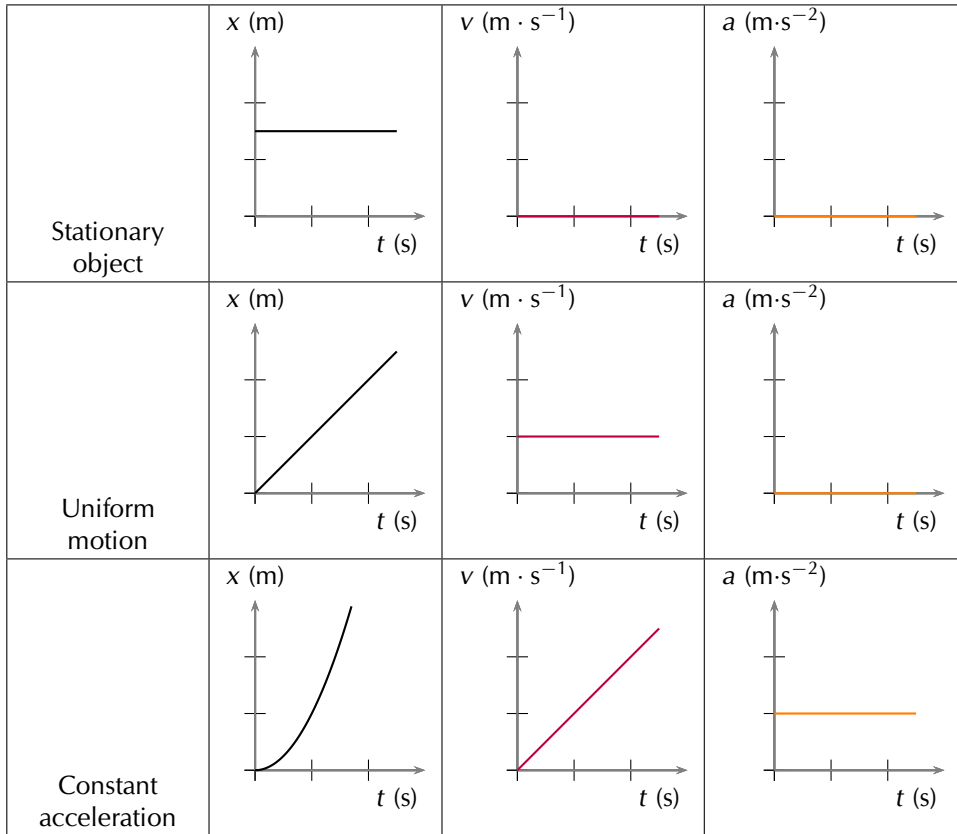 x (m)
v (m · s⁻¹)
a (m·s⁻²)
t (s)
t (s)
t (s)
Stationary
object
x (m)
v (m · s⁻¹)
a (m·s⁻²)
t (s)
t (s)
t (s)
Uniform
motion
x (m)
v (m · s⁻¹)
a (m·s⁻²)
t (s)
t (s)
t (s)
Constant
acceleration